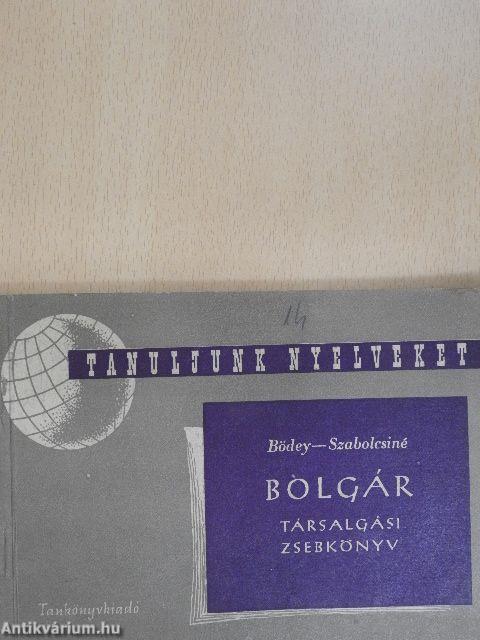 14
TANULJUNK NYELVEKET
Bödey—Szabolcsiné
BOLGÁR
TÁRSALGÁSI
ZSEBKÖNYV
Tankönyvkiadó
Antikvárium.hu